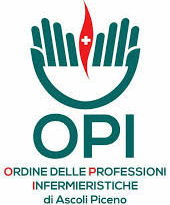 OPI
ORDINE DELLE PROFESSIONI
INFERMIERISTICHE
di Ascoli Piceno